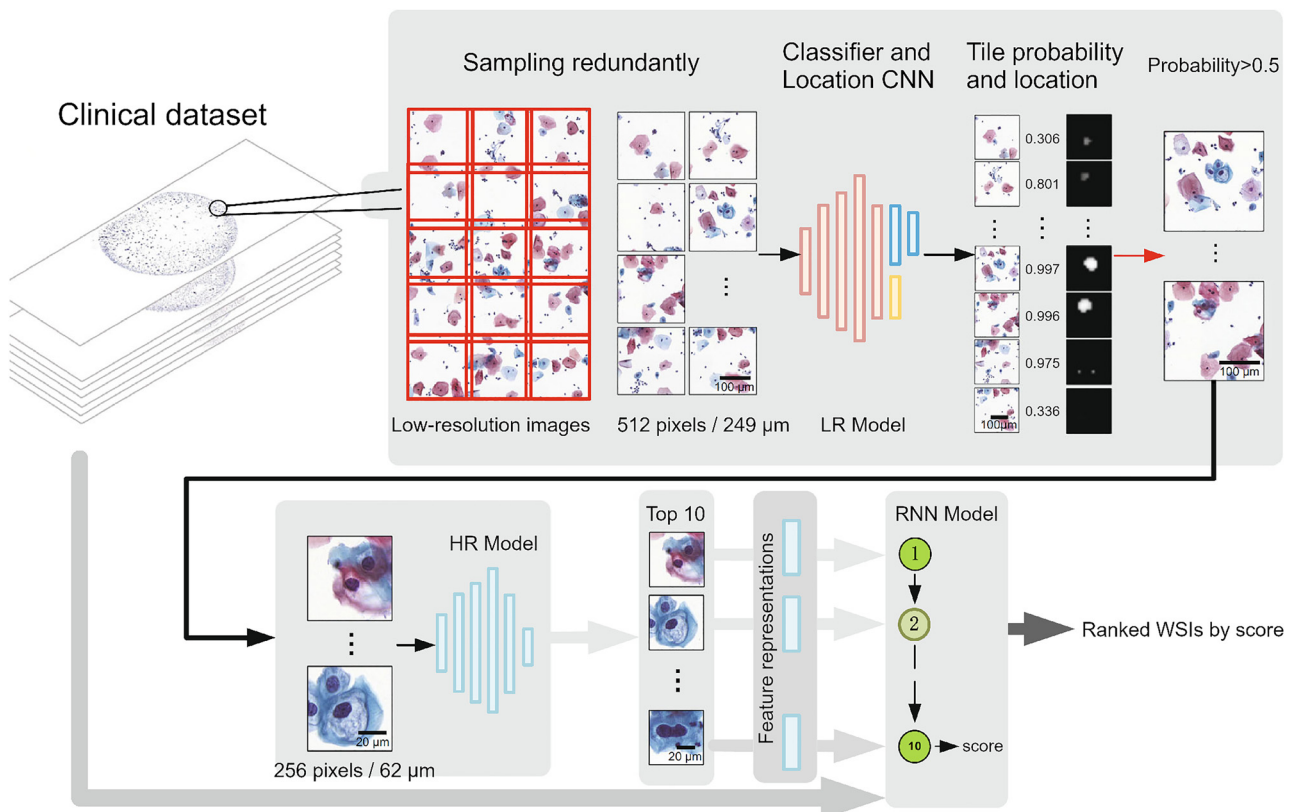 Clinical dataset
Sampling redundantly
Classifier and
Location CNN
Tile probability
and location
Probability>0.5
0.306
0.801
0.997
0.996
0.975
0.336
100 µm
100µm
100 µm
Low-resolution images
512 pixels / 249 µm
LR Model
HR Model
20 µm
256 pixels / 62 µm
Top 10
20 µm
Feature representations
RNN Model
1
2
10
score
Ranked WSIs by score